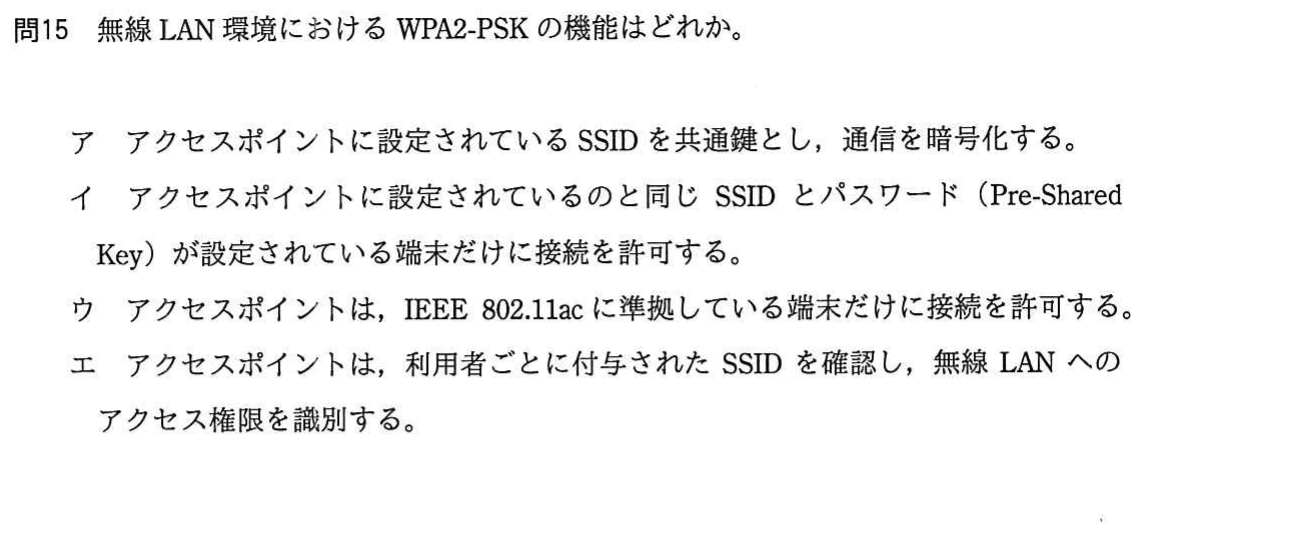 問15 無線 LAN 環境における WPA2-PSK の機能はどれか。
ア アクセスポイントに設定されている SSID を共通鍵とし，通信を暗号化する。
イ アクセスポイントに設定されているのと同じ SSID とパスワード（Pre-Shared
Key）が設定されている端末だけに接続を許可する。
ウ アクセスポイントは，IEEE 802.11ac に準拠している端末だけに接続を許可する。
エ アクセスポイントは，利用者ごとに付与された SSID を確認し，無線 LAN への
アクセス権限を識別する。